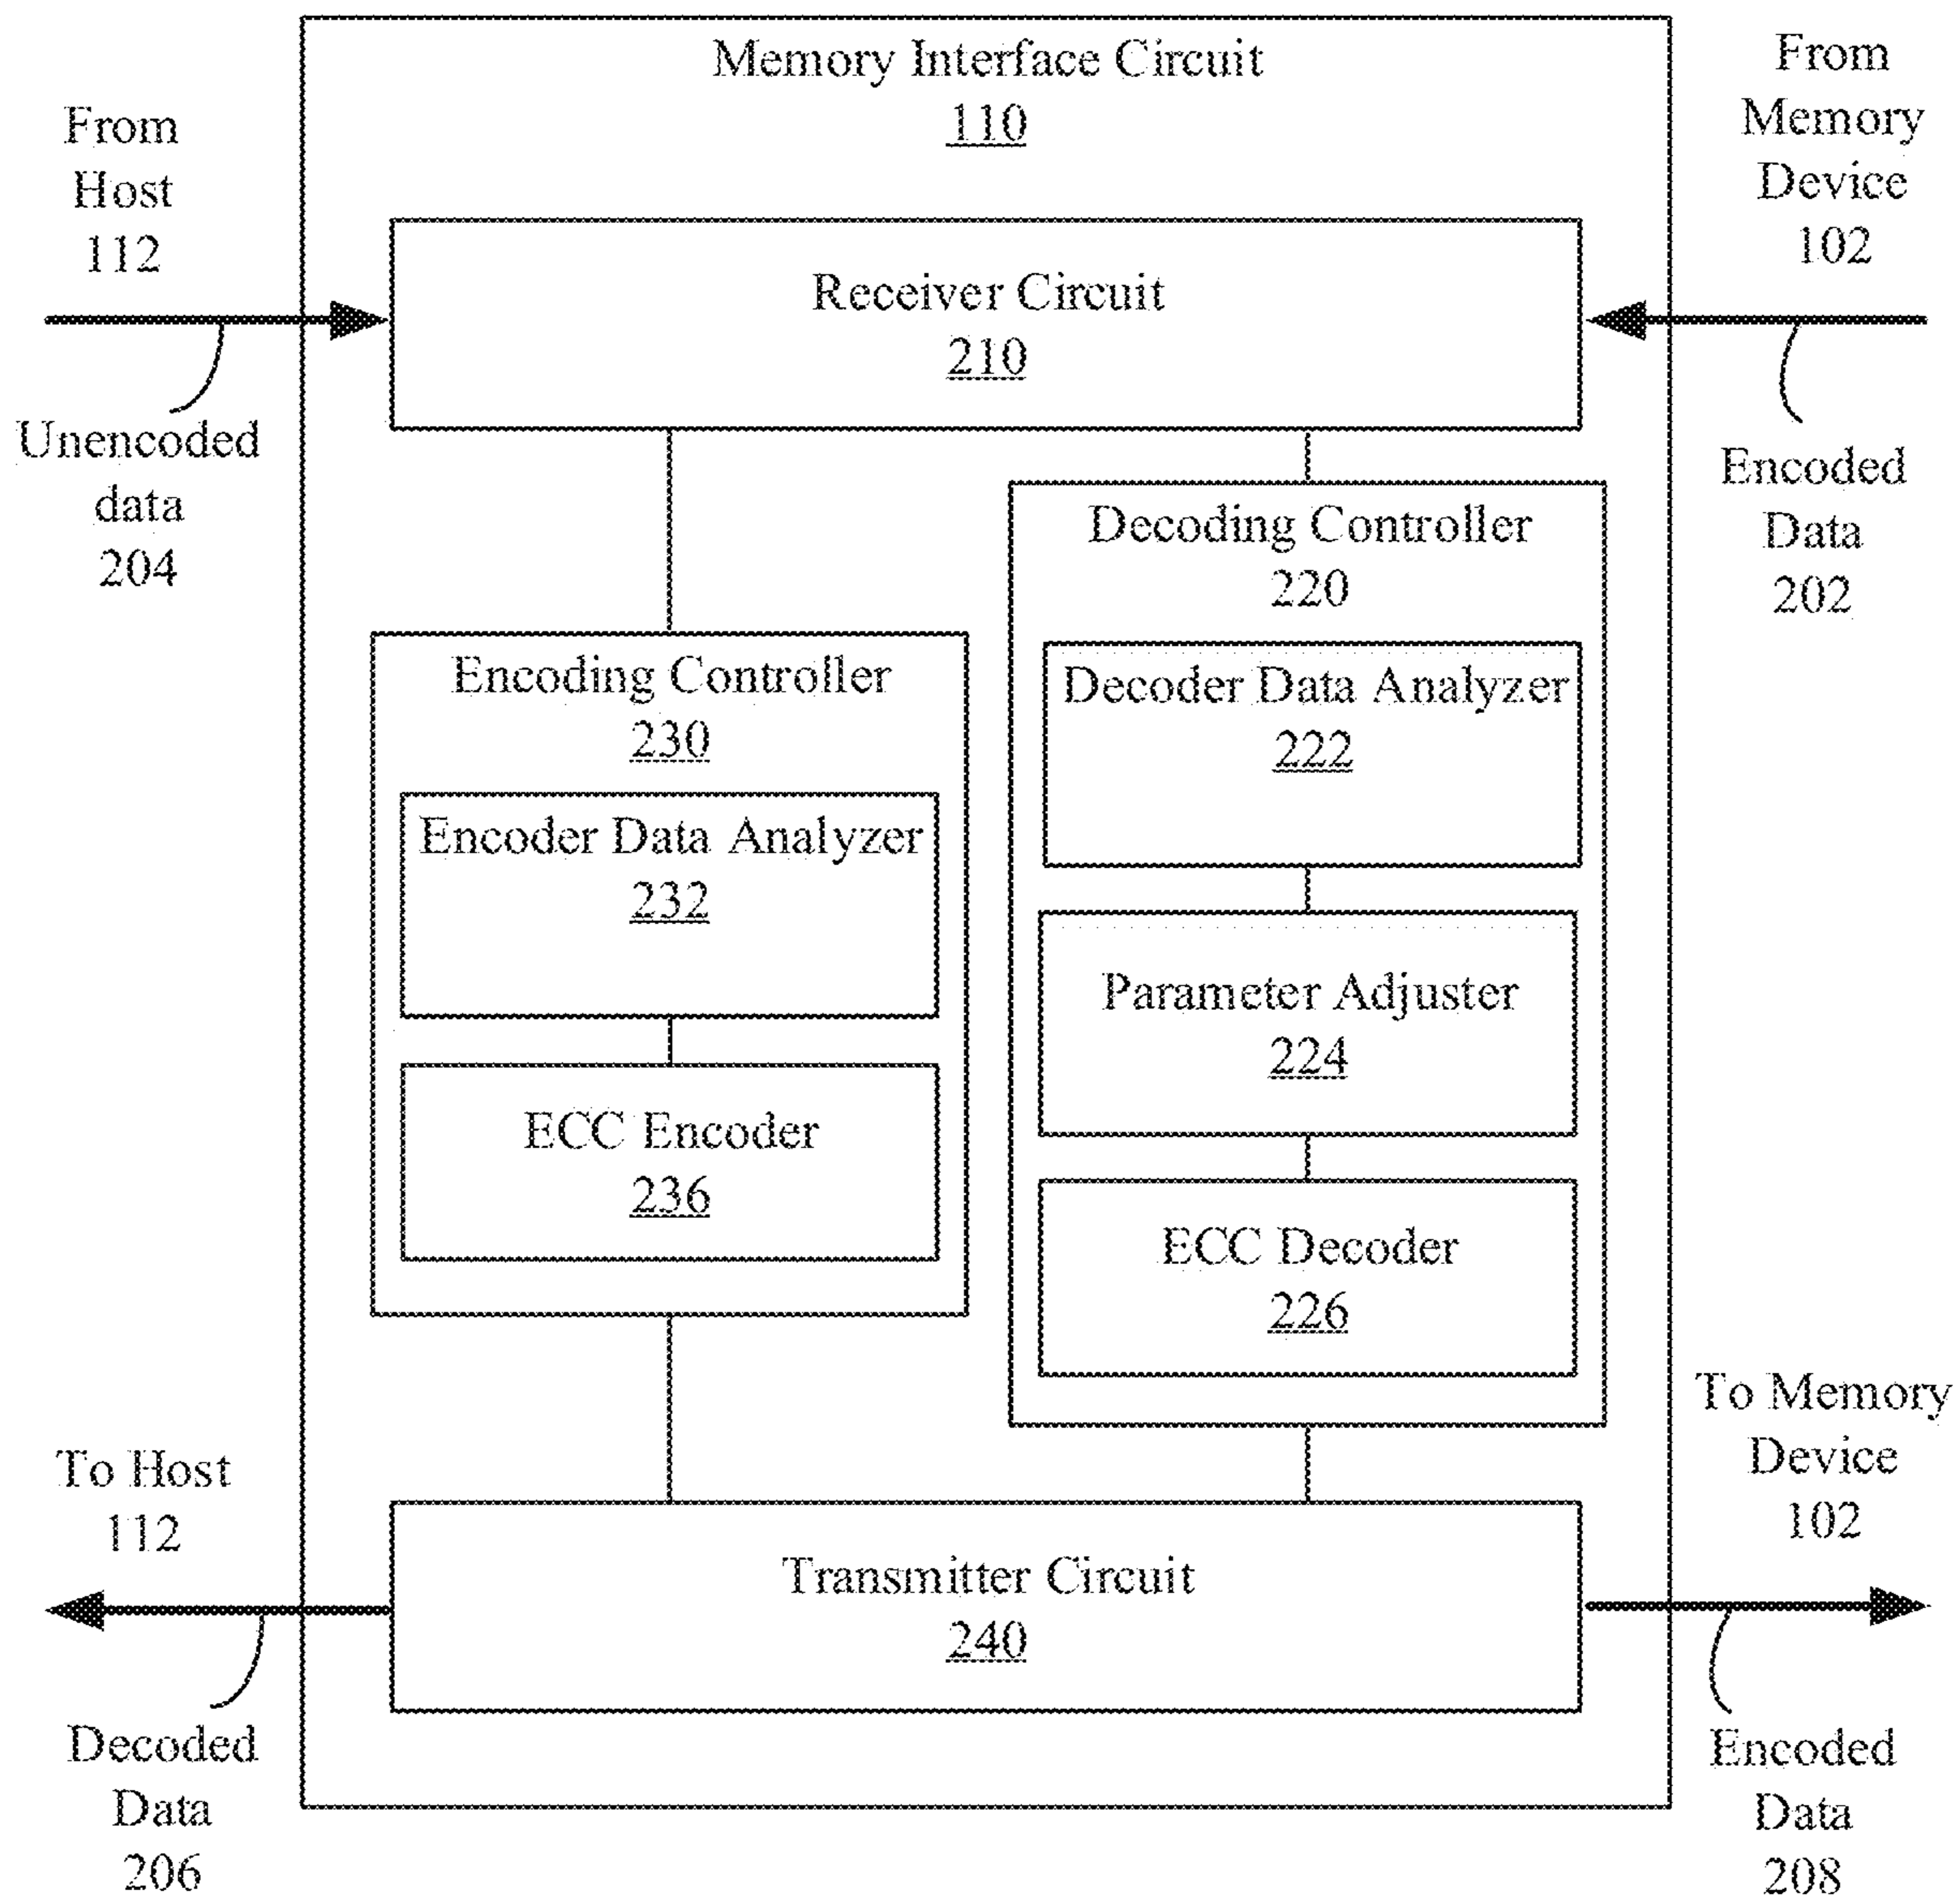 Memory Interface Circuit
110
From
Host
112
From
Memory
Device
102
Receiver Circuit
210
Unencoded
data
204
Encoded
Data
202
Decoding Controller
220
Decoder Data Analyzer
222
Encoding Controller
230
Encoder Data Analyzer
232
Parameter Adjuster
224
ECC Encoder
236
ECC Decoder
226
To Host
112
To Memory
Device
102
Transmitter Circuit
240
Decoded
Data
206
Encoded
Data
208